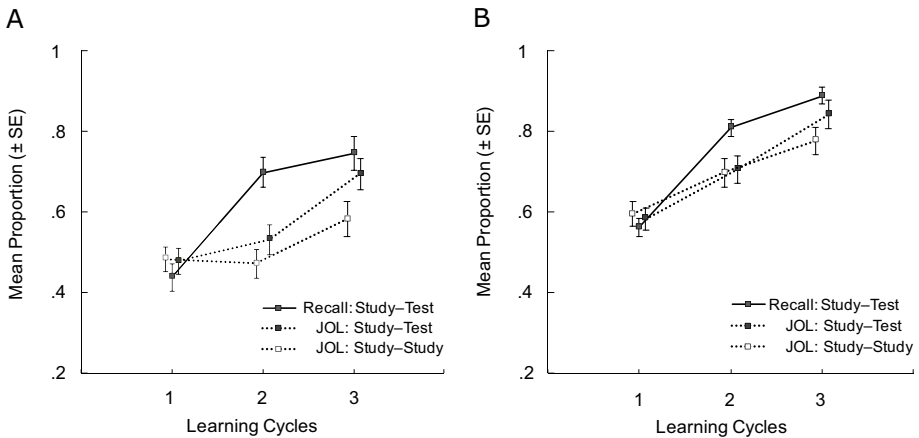 A
Mean Proportion (± SE)
1
.8
.6
.4
.2
Recall: Study–Test
JOL: Study–Test
JOL: Study–Study
1 2 3
Learning Cycles
B
Mean Proportion (± SE)
1
.8
.6
.4
.2
Recall: Study–Test
JOL: Study–Test
JOL: Study–Study
1 2 3
Learning Cycles